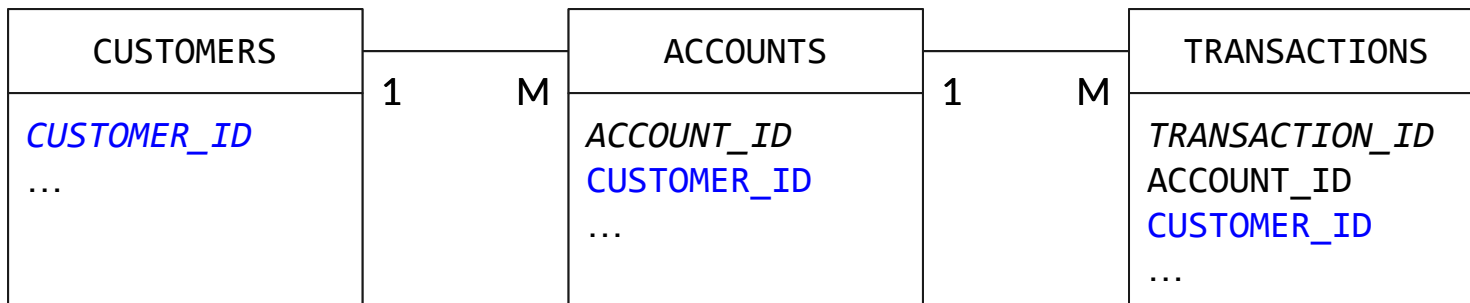 CUSTOMERS
1
M
ACCOUNTS
1
M
TRANSACTIONS
CUSTOMER_ID
…
ACCOUNT_ID
CUSTOMER_ID
…
TRANSACTION_ID
ACCOUNT_ID
CUSTOMER_ID
…